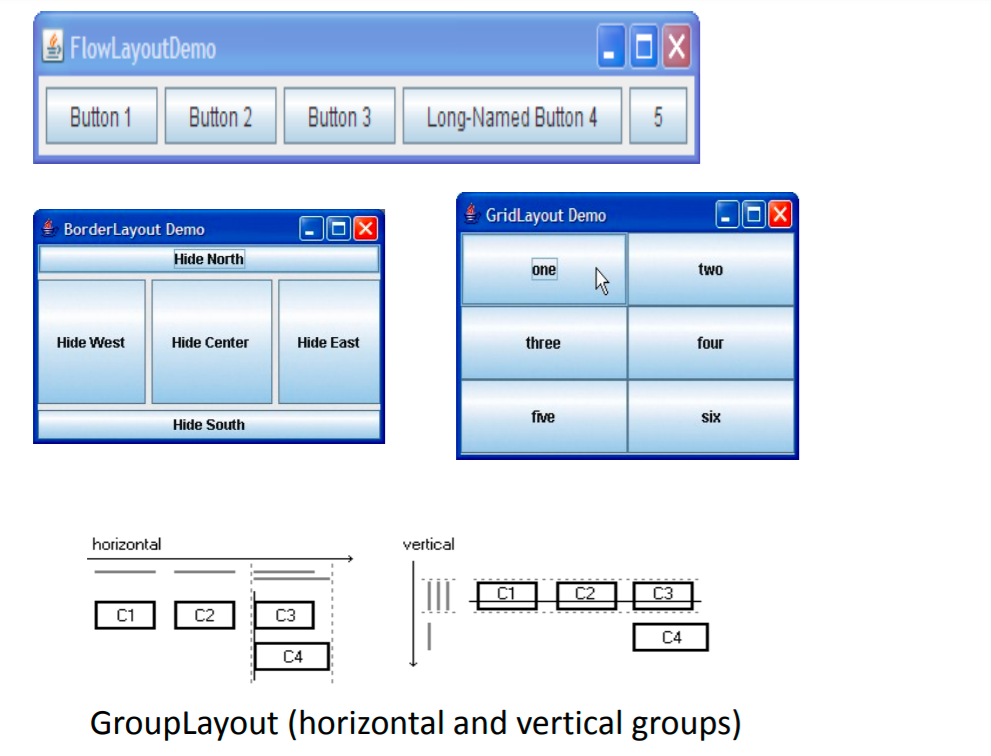 FlowLayoutDemo
Button 1 Button 2 Button 3 Long-Named Button 4 5
BorderLayout Demo
Hide North
Hide West Hide Center Hide East
Hide South
GridLayout Demo
one two
three four
five six
horizontal
C1 C2 C3
C4
vertical
C1 C2 C3
C4
GroupLayout (horizontal and vertical groups)